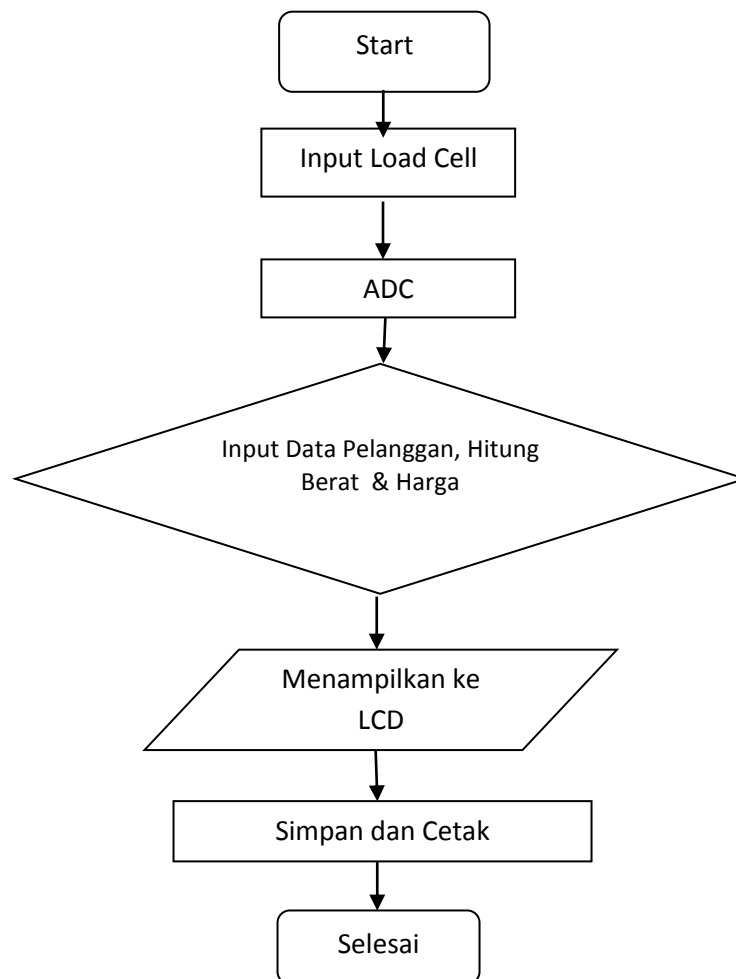 Start
Input Load Cell
ADC
Input Data Pelanggan, Hitung
Berat  & Harga
Menampilkan ke
LCD
Simpan dan Cetak
Selesai